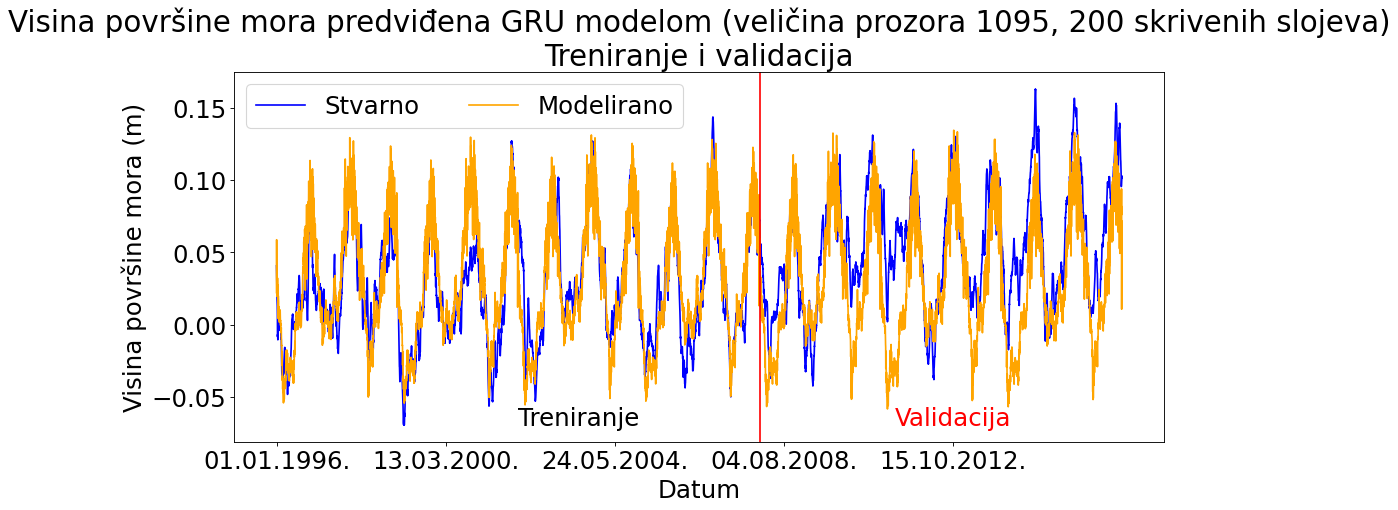 Visina površine mora predviđena GRU modelom (veličina prozora 1095, 200 skrivenih slojeva)
Treniranje i validacija
Stvarno Modelirano
Visina površine mora (m)
0.15
0.10
0.05
0.00
−0.05
Treniranje Validacija
01.01.1996. 13.03.2000. 24.05.2004. 04.08.2008. 15.10.2012.
Datum